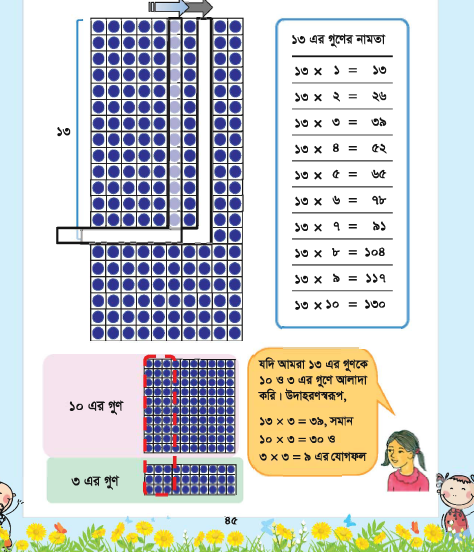 ১৩
১৩ এর গুণের নামতা
১৩ × ১ = ১৩
১৩ × ২ = ২৬
১৩ × ৩ = ৩৯
১৩ × ৪ = ৫২
১৩ × ৫ = ৬৫
১৩ × ৬ = ৭৮
১৩ × ৭ = ৯১
১৩ × ৮ = ১০৪
১৩ × ৯ = ১১৭
১৩ × ১০ = ১৩০
১০ এর গুণ
৩ এর গুণ
যদি আমরা ১৩ এর গুণকে
১০ ও ৩ এর গুণে আলাদা
করি। উদাহরণস্বরূপ,
১৩ × ৩ = ৩৯, সমান
১০ × ৩ = ৩০ ও
৩ × ৩ = ৯ এর যোগফল
৪৫